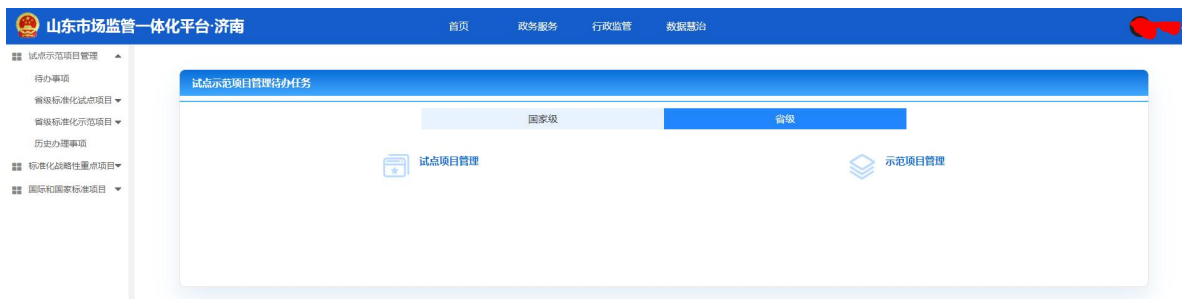 山东市场监管一体化平台·济南
首页 政务服务 行政监管 数据慧治
试点示范项目管理
待办事项
省级标准化试点项目
省级标准化示范项目
历史办理事项
标准化战略性重点项目
国际和国家标准项目
试点示范项目管理待办任务
国家级 省级
试点项目管理 示范项目管理